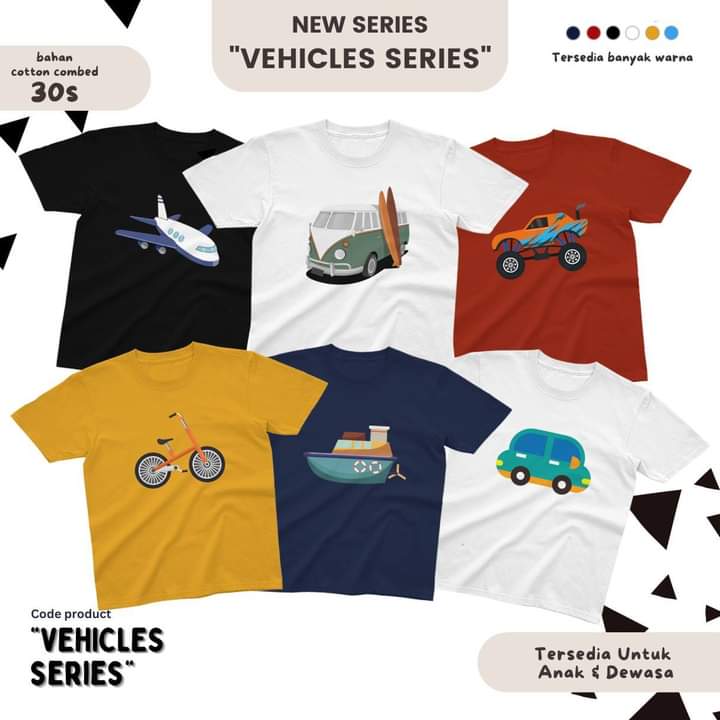 NEW SERIES
"VEHICLES SERIES"
bahan
cotton combed
30s
Tersedia banyak warna
Code product
"VEHICLES
SERIES"
Tersedia Untuk
Anak & Dewasa